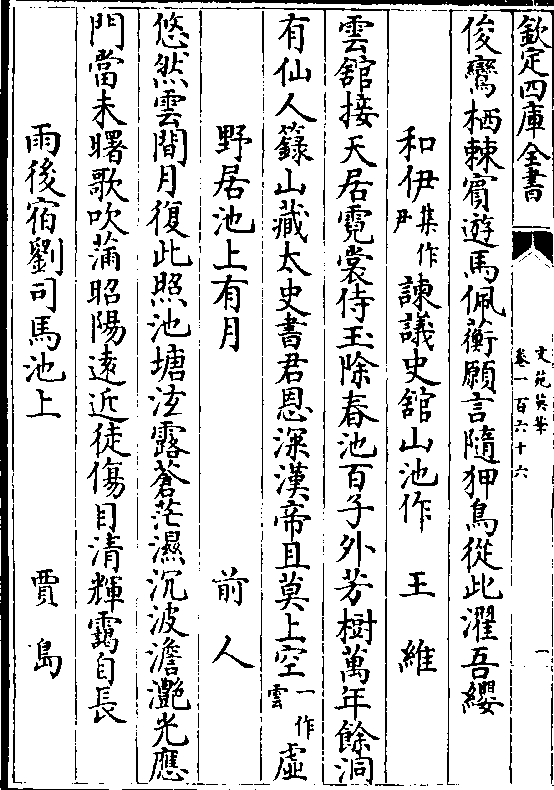 欽定四庫全書
文苑英華
卷一百六十六
一
俊鸞栖棘賓遊馬佩蘅願言隨狎鳥從此濯吾纓
和伊集作尹諫議史舘山池作 王維
雲舘接天居霓裳侍玉除春池百子外芳樹萬年餘洞
有仙人籙山藏太史書君恩深漢帝且莫上空一作雲虛
野居池上有月 前人
悠然雲間月復此照池塘泫露蒼茫濕沉波澹灧光應
門當未曙歌吹滿昭陽遠近徒傷目清輝靄自長
雨後宿劉司馬池上 賈島